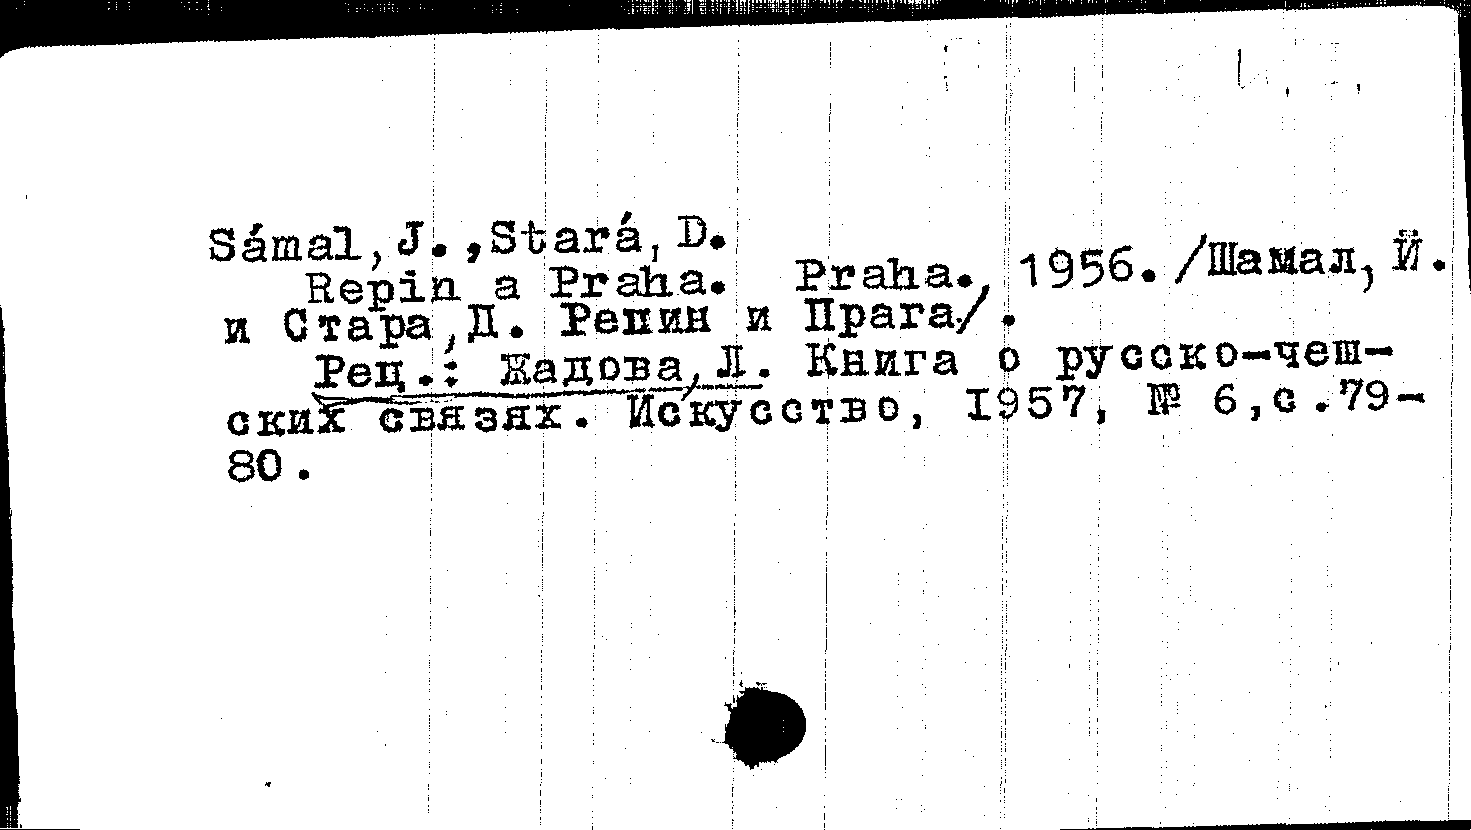 Sámal, J., Stará, D.
Repin a Praha. Praha., 1956. /Шамал, Й.
и Стара, Д. Репин и Прага/.
Рец.: Жадова, Л. Книга о русско-чеш-
ских связях. Искусство, 1957, № 6, с.79-
80.